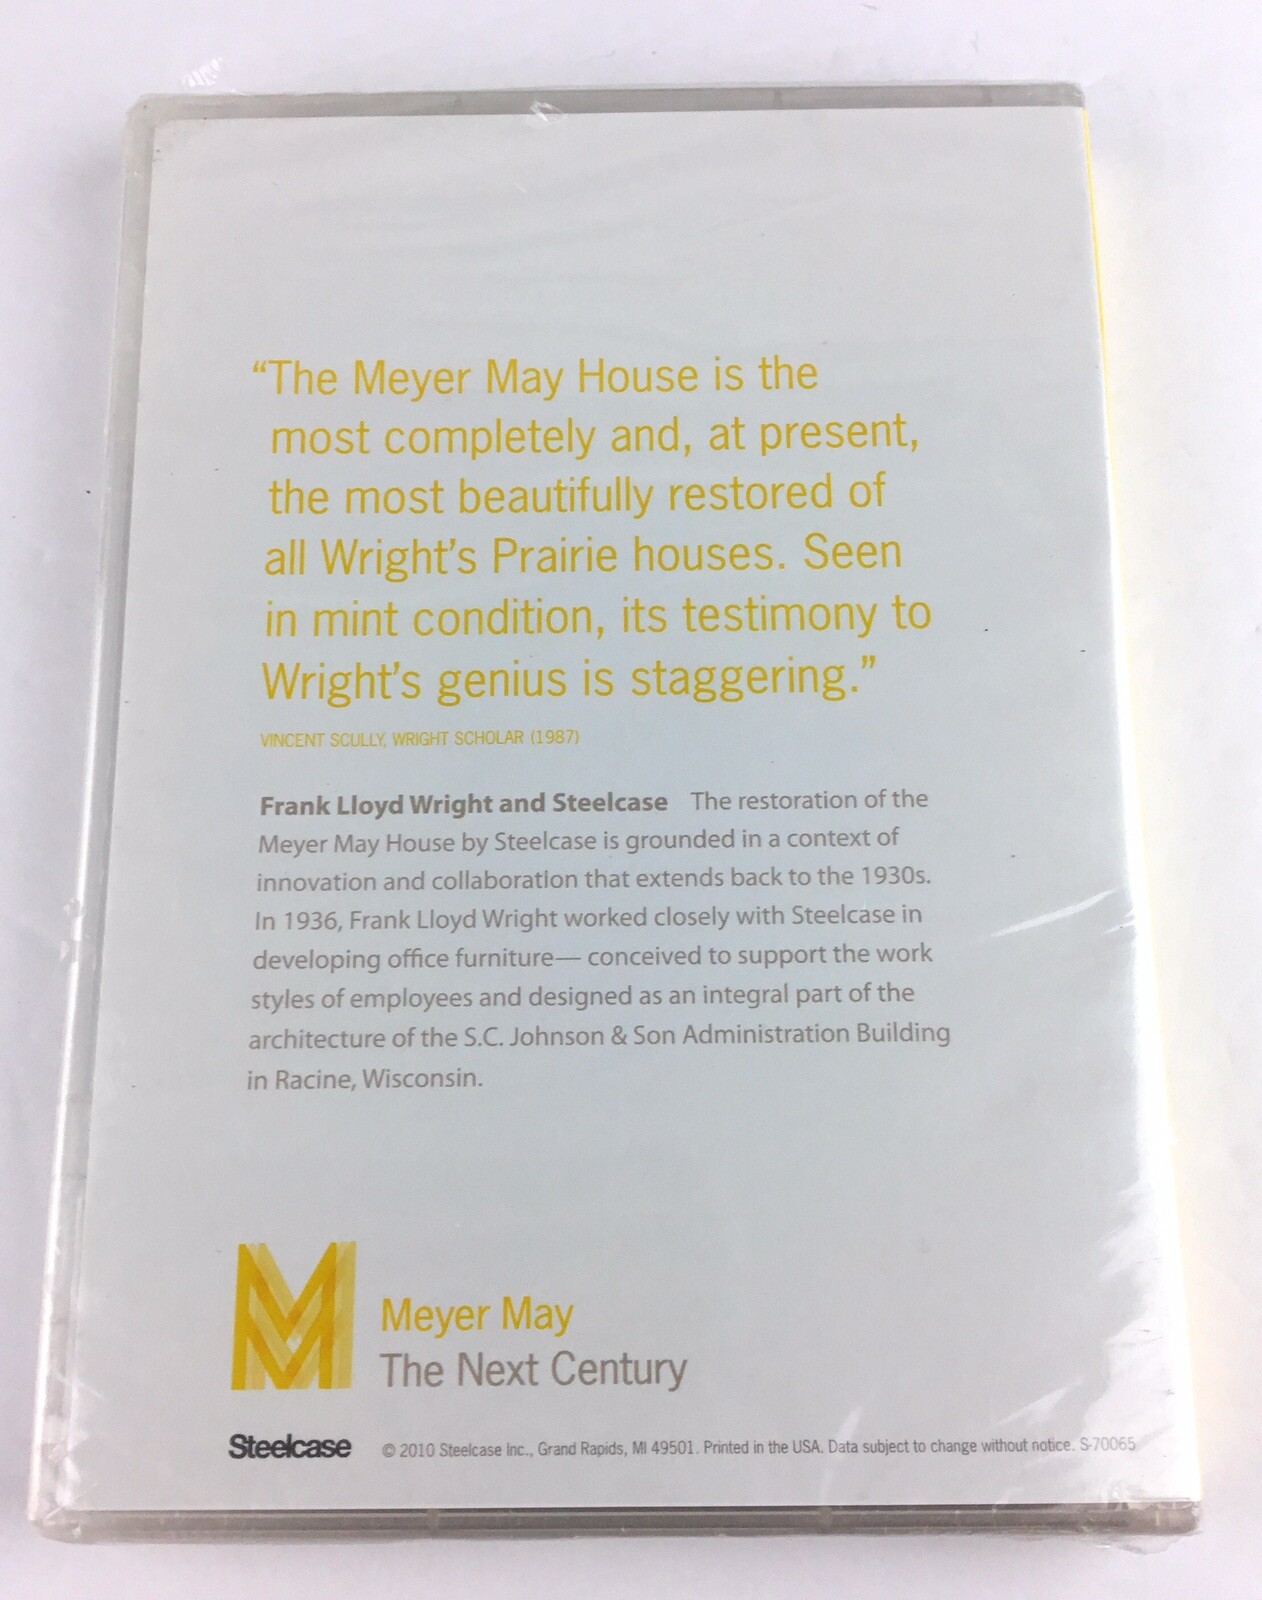 “The Meyer May House is the
most completely and, at present,
the most beautifully restored of
all Wright’s Prairie houses. Seen
in mint condition, its testimony to
Wright’s genius is staggering.”
VINCENT SCULLY, WRIGHT SCHOLAR (1987)
Frank Lloyd Wright and Steelcase The restoration of the
Meyer May House by Steelcase is grounded in a context of
innovation and collaboration that extends back to the 1930s.
In 1936, Frank Lloyd Wright worked closely with Steelcase in
developing office furniture— conceived to support the work
styles of employees and designed as an integral part of the
architecture of the S.C. Johnson & Son Administration Building
in Racine, Wisconsin.
M
Meyer May
The Next Century
Steelcase © 2010 Steelcase Inc., Grand Rapids, MI 49501. Printed in the USA. Data subject to change without notice. S-70065